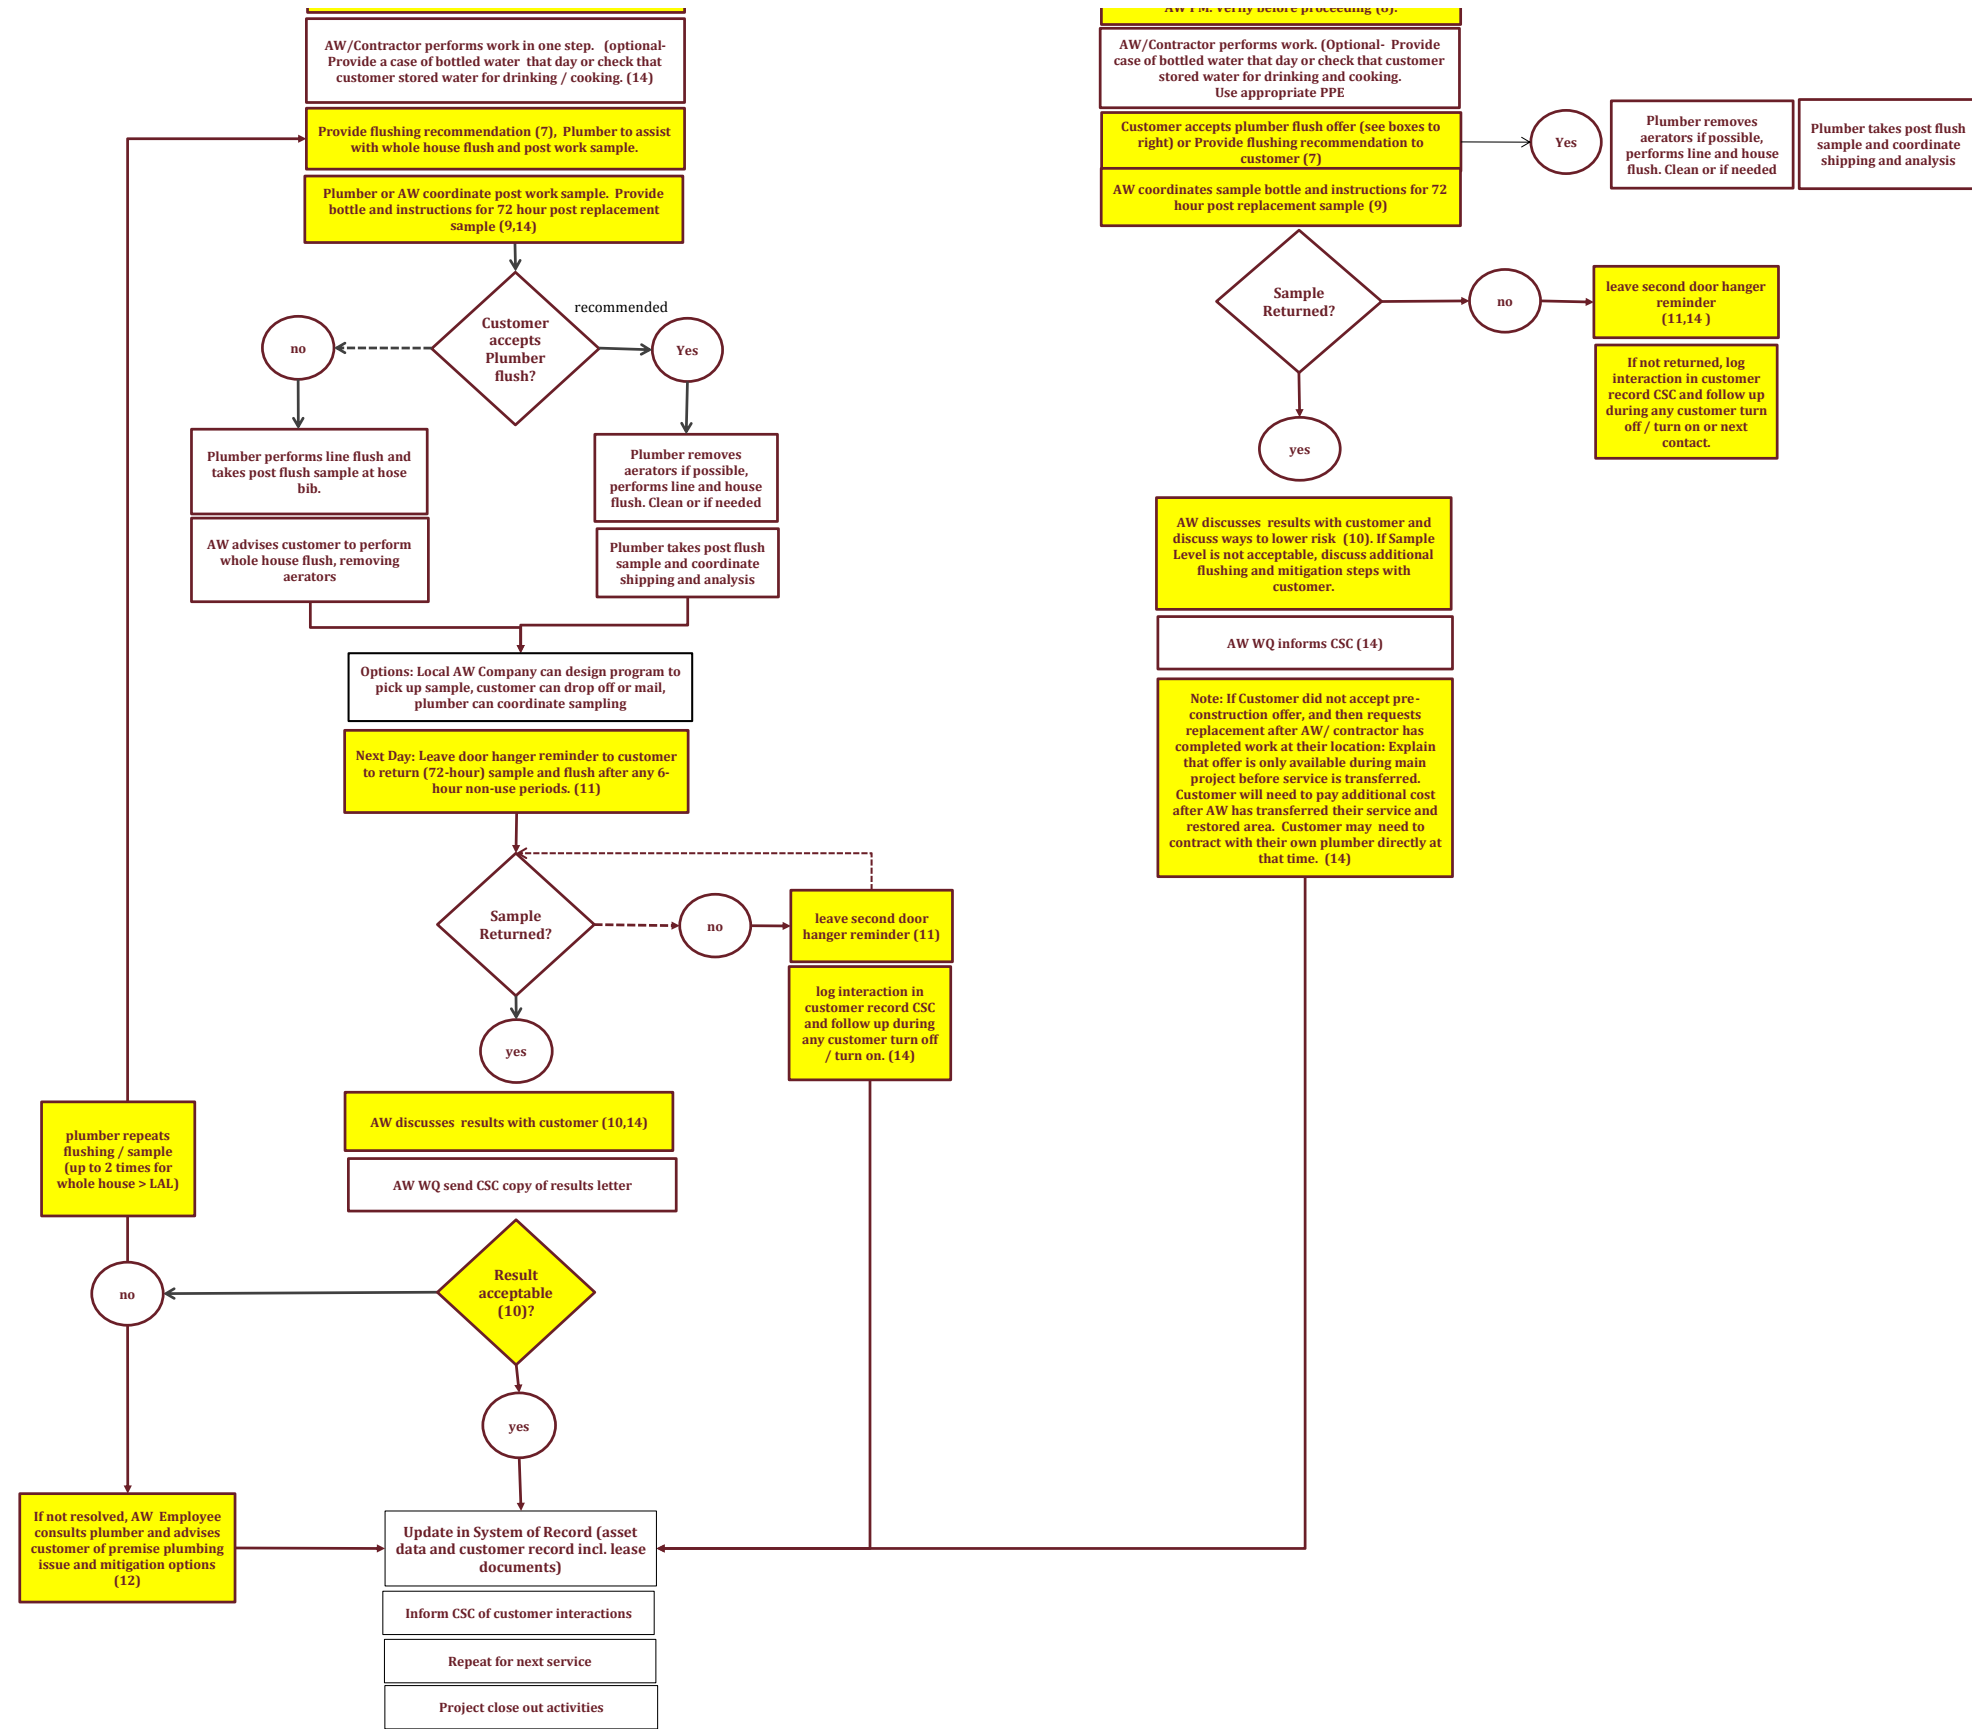 AW/Contractor performs work in one step.   (optional-
Provide a case of bottled water  that day or check that
customer stored water for drinking / cooking. (14)
Provide flushing recommendation (7),  Plumber to assist
with whole house flush and post work sample.
Plumber or AW coordinate post work sample.  Provide
bottle and instructions for 72 hour post replacement
sample (9,14)
recommended
Customer
accepts
Plumber
flush?
no
Yes
Plumber performs line flush and
takes post flush sample at hose
bib.
AW advises customer to perform
whole house flush, removing
aerators
Plumber removes
aerators if possible,
performs line and house
flush. Clean or if needed
Plumber takes post flush
sample and coordinate
shipping and analysis
Options: Local AW Company can design program to
pick up sample, customer can drop off or mail,
plumber can coordinate sampling
Next Day: Leave door hanger reminder to customer
to return (72-hour) sample and flush after any 6-
hour non-use periods. (11)
Sample
Returned?
no
leave second door
hanger reminder (11)
log interaction in
customer record CSC
and follow up during
any customer turn off
/ turn on. (14)
yes
AW discusses  results with customer (10,14)
AW WQ send CSC copy of results letter
plumber repeats
flushing / sample
(up to 2 times for
whole house > LAL)
Result
acceptable
(10)?
no
yes
If not resolved, AW  Employee
consults plumber and advises
customer of premise plumbing
issue and mitigation options
(12)
Update in System of Record (asset
data and customer record incl. lease
documents)
Inform CSC of customer interactions
Repeat for next service
Project close out activities
AW PM. Verify before proceeding (8).
AW/Contractor performs work. (Optional-  Provide
case of bottled water that day or check that customer
stored water for drinking and cooking.
Use appropriate PPE
Customer accepts plumber flush offer (see boxes to
right) or Provide flushing recommendation to
customer (7)
Yes
Plumber removes
aerators if possible,
performs line and house
flush. Clean or if needed
Plumber takes post flush
sample and coordinate
shipping and analysis
AW coordinates sample bottle and instructions for 72
hour post replacement sample (9)
Sample
Returned?
no
leave second door hanger
reminder
(11,14 )
If not returned, log
interaction in customer
record CSC and follow up
during any customer turn
off / turn on or next
contact.
yes
AW discusses  results with customer and
discuss ways to lower risk  (10). If Sample
Level is not acceptable, discuss additional
flushing and mitigation steps with
customer.
AW WQ informs CSC (14)
Note: If Customer did not accept pre-
construction offer, and then requests
replacement after AW/ contractor has
completed work at their location: Explain
that offer is only available during main
project before service is transferred.
Customer will need to pay additional cost
after AW has transferred their service and
restored area.  Customer may  need to
contract with their own plumber directly at
that time.  (14)